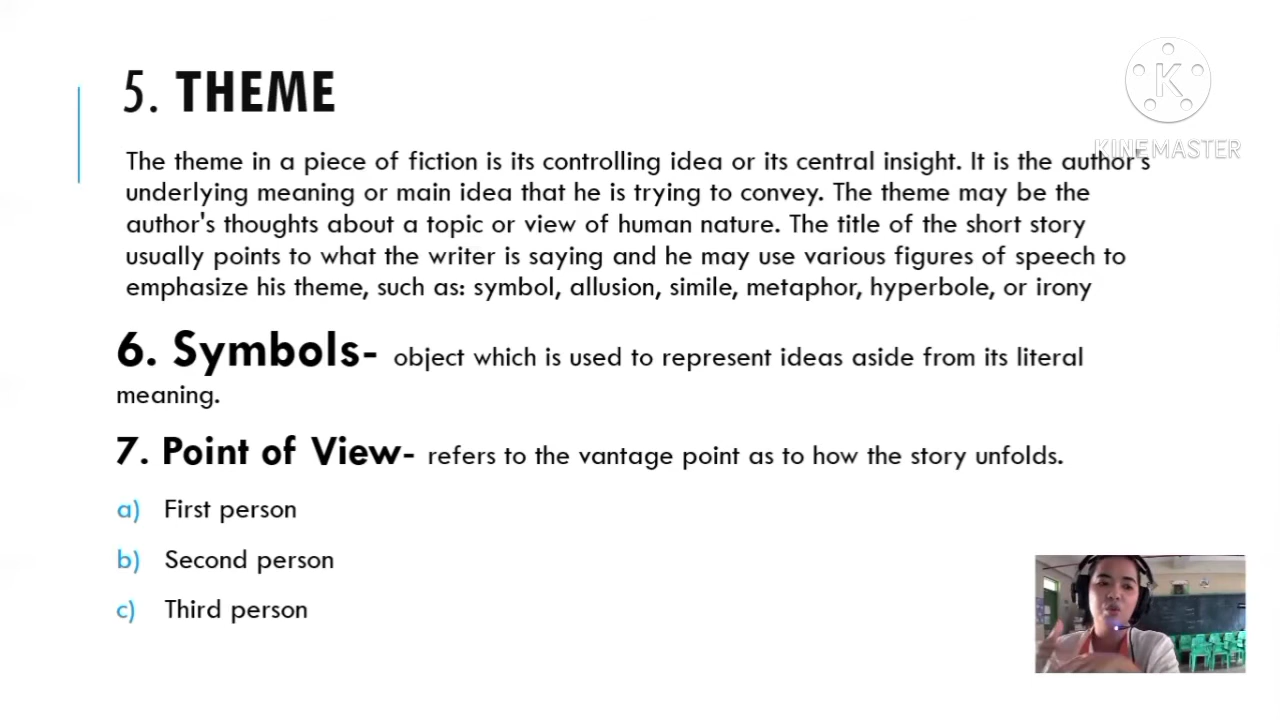 5. THEME
K
KINEMASTER
The theme in a piece of fiction is its controlling idea or its central insight. It is the author's
underlying meaning or main idea that he is trying to convey. The theme may be the
author's thoughts about a topic or view of human nature. The title of the short story
usually points to what the writer is saying and he may use various figures of speech to
emphasize his theme, such as: symbol, allusion, simile, metaphor, hyperbole, or irony
6. Symbols- object which is used to represent ideas aside from its literal
meaning.
7. Point of View- refers to the vantage point as to how the story unfolds.
a) First person
b) Second person
c) Third person